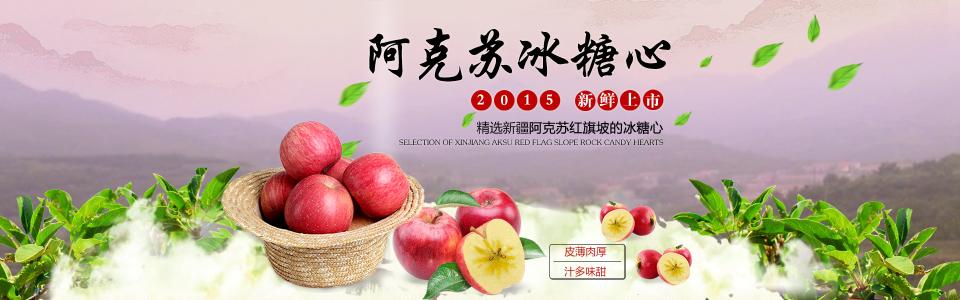 阿克苏冰糖心
2015 新鲜上市
精选新疆阿克苏红旗坡的冰糖心
SELECTION OF XINJIANG AKSU RED FLAG SLOPE ROCK CANDY HEARTS
皮薄肉厚
汁多味甜